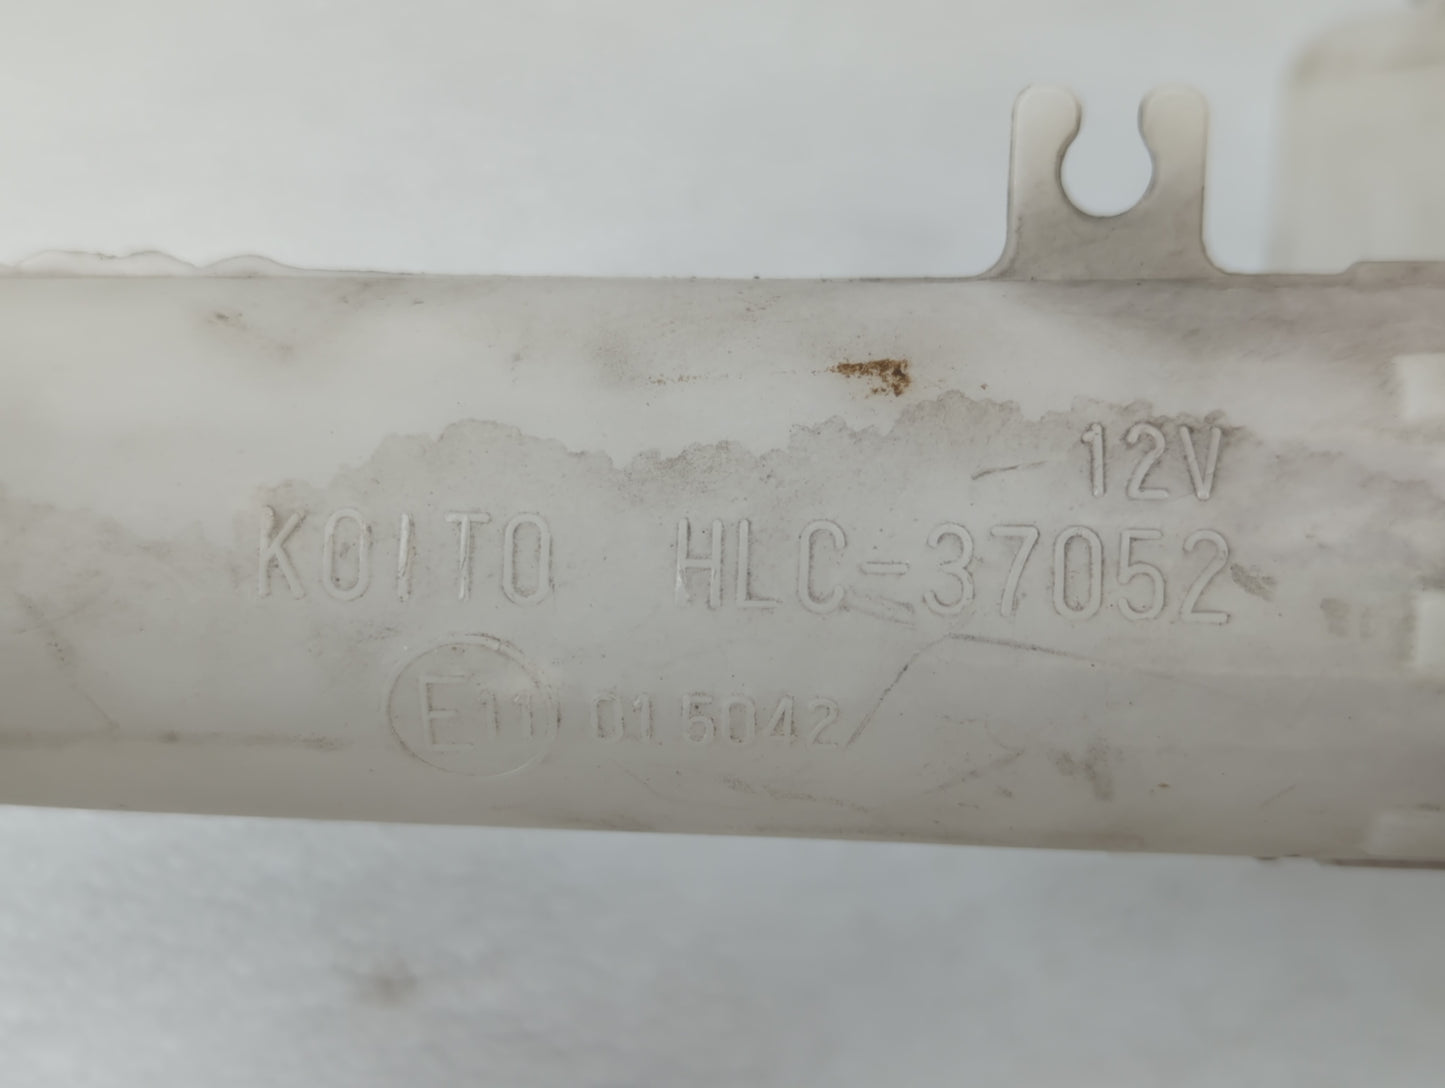 12V
KOITO HLC-37052
E11 015042